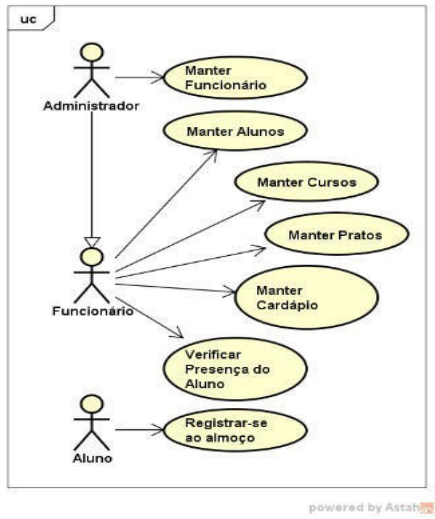 uc
Manter
Funcionário
Administrador
Manter Alunos
Manter Cursos
Manter Pratos
Funcionário
Manter
Cardápio
Verificar
Presença do
Aluno
Registrar-se
ao almoço
Aluno
powered by Astah